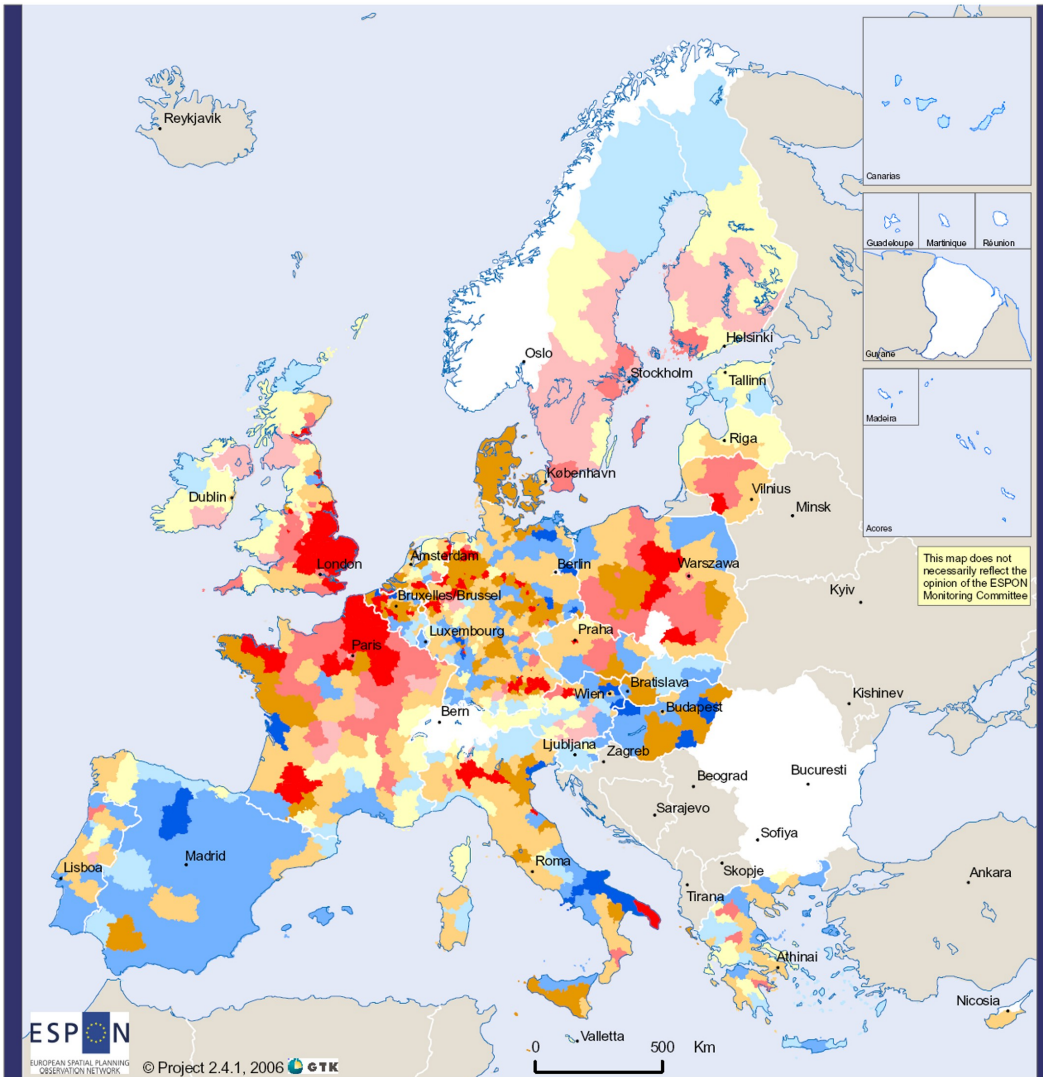 Reykjavik
Canarias
Guadeloupe
Martinique
Réunion
Guyane
Madeira
Acores
Oslo
Helsinki
Stockholm
Tallinn
Riga
København
Dublin
Vilnius
Minsk
This map does not
necessarily reflect the
opinion of the ESPON
Monitoring Committee
Amsterdam
London
Berlin
Warszawa
Kyiv
Bruxelles/Brussel
Luxembourg
Praha
Paris
Wien
Bratislava
Budapest
Kishinev
Bern
Ljubljana
Zagreb
Beograd
Bucuresti
Sarajevo
Sofiya
Madrid
Lisboa
Roma
Skopje
Tirana
Ankara
Athinai
Nicosia
Valletta
ESPON
EUROPEAN SPATIAL PLANNING
OBSERVATION NETWORK
© Project 2.4.1, 2006 GTK
0 500 Km